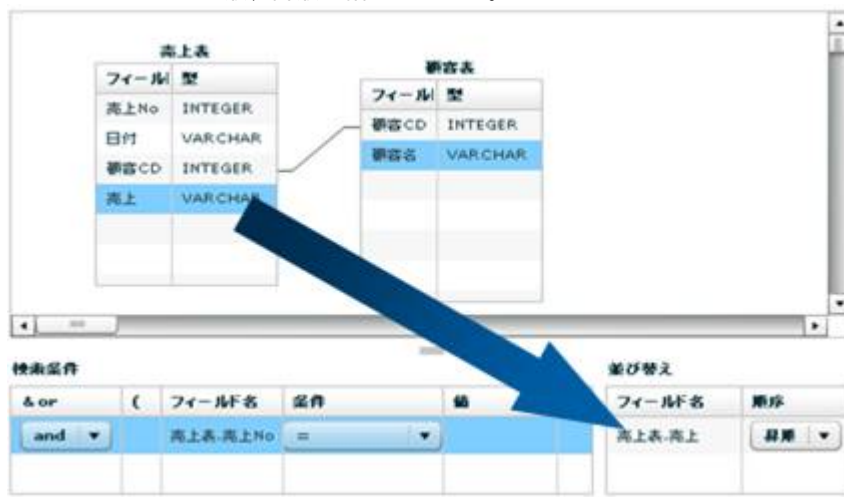 売上表
フィール 型
売上No INTEGER
日付 VARCHAR
顧客CD INTEGER
売上 VARCHAR
顧客表
フィール 型
顧客CD INTEGER
顧客名 VARCHAR
検索条件
& or ( フィールド名 条件 値
and 売上表.売上No =
並び替え
フィールド名 順序
売上表.売上 昇順